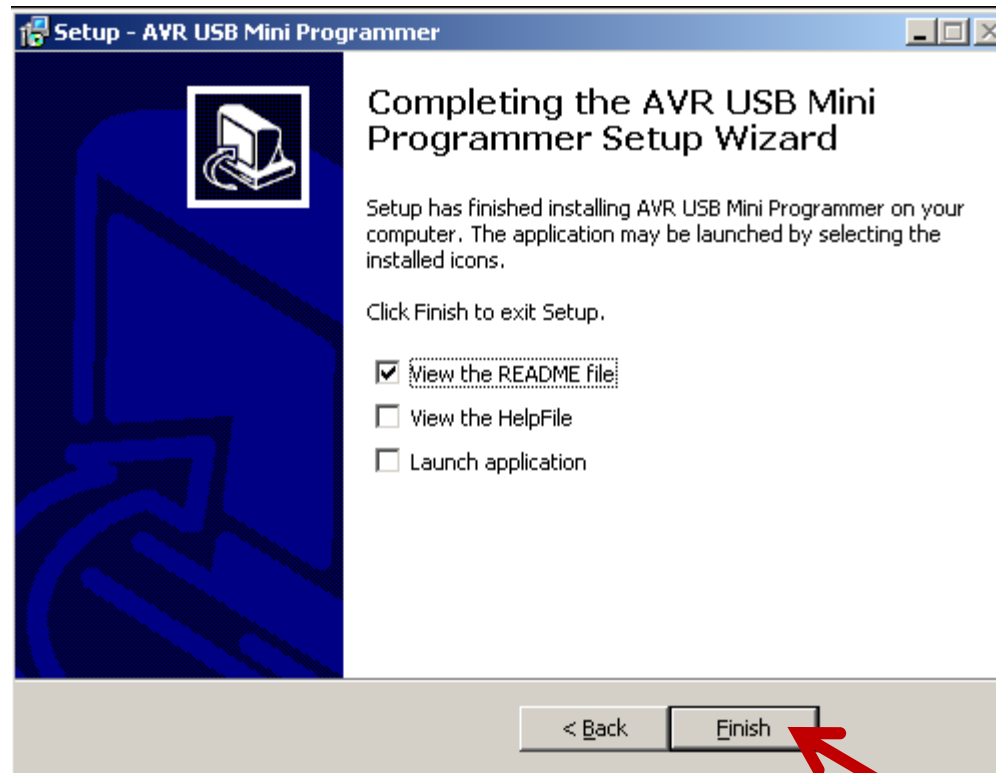 Setup - AVR USB Mini Programmer
Completing the AVR USB Mini
Programmer Setup Wizard
Setup has finished installing AVR USB Mini Programmer on your
computer. The application may be launched by selecting the
installed icons.
Click Finish to exit Setup.
View the README file
View the HelpFile
Launch application
< Back
Finish